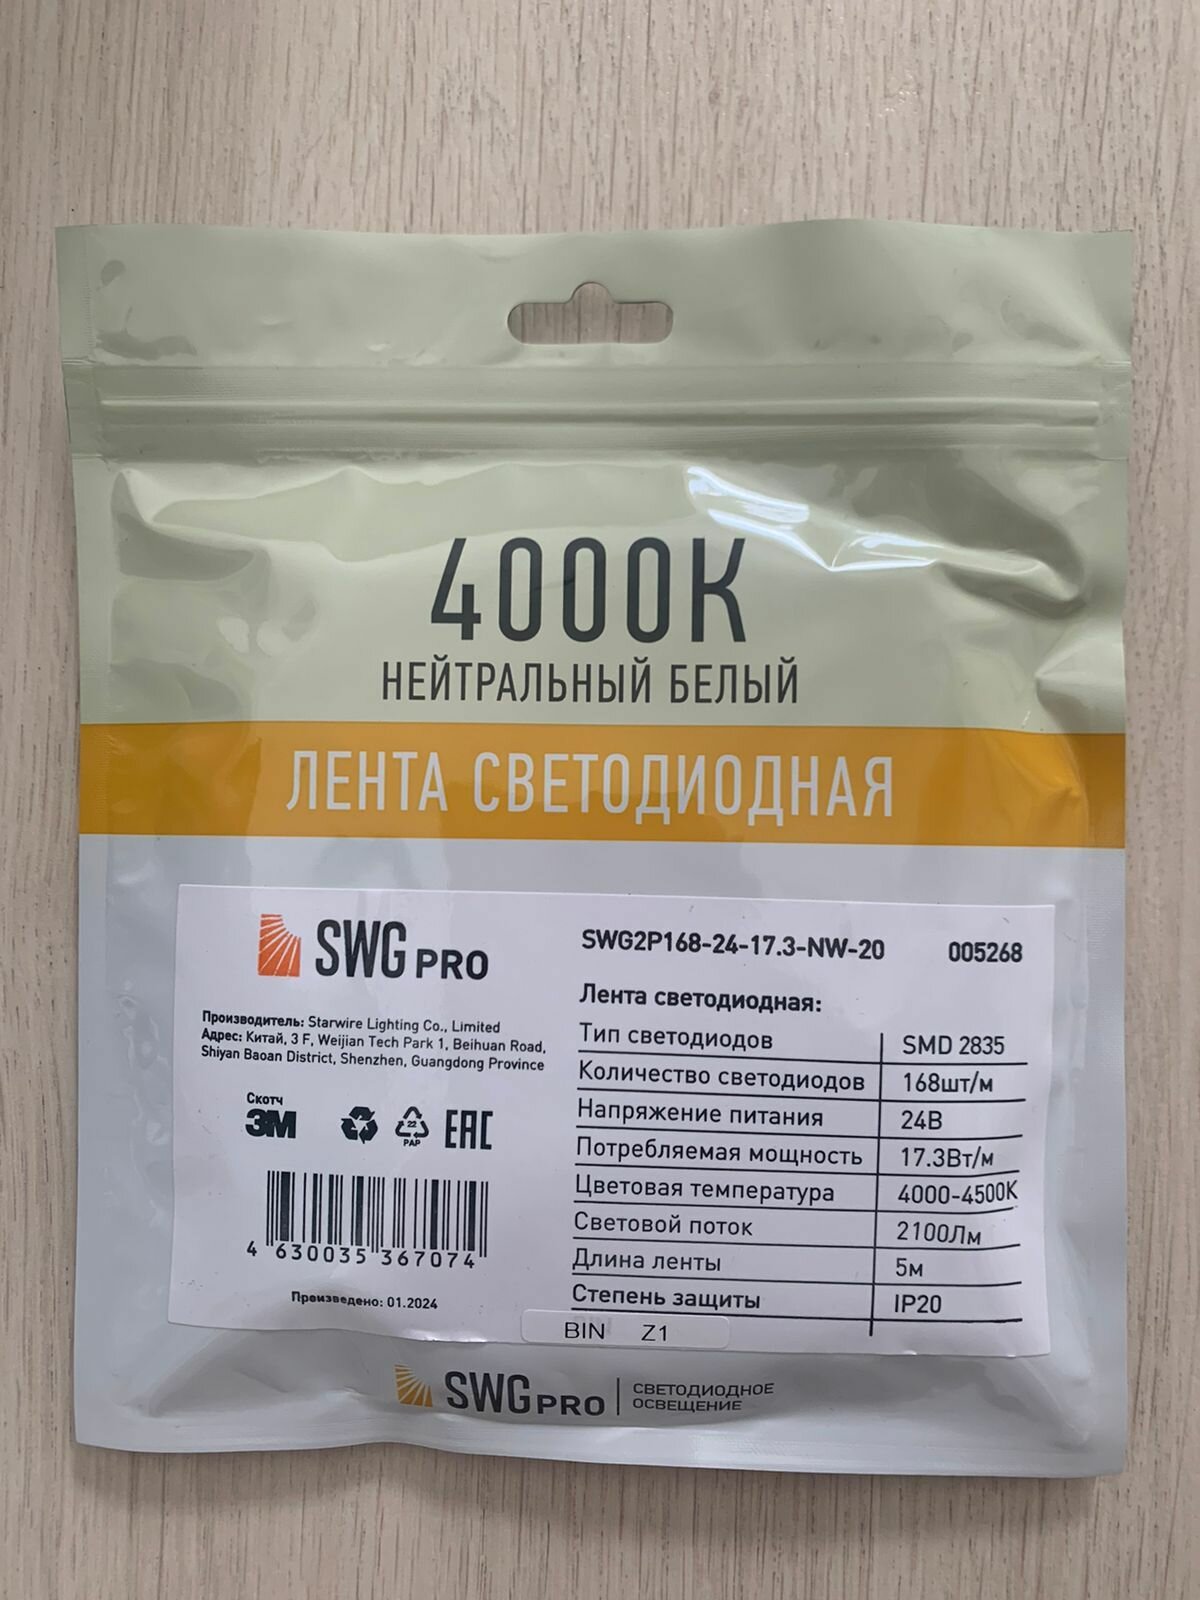 4000К
НЕЙТРАЛЬНЫЙ БЕЛЫЙ
ЛЕНТА СВЕТОДИОДНАЯ
SWG PRO
Производитель: Starwire Lighting Co., Limited
Адрес: Китай, 3 F, Weijian Tech Park 1, Beihuan Road,
Shiyan Baoan District, Shenzhen, Guangdong Province
Скотч
3M
22
PAP
EAC
4 630035 367074
Произведено: 01.2024
SWG2P168-24-17.3-NW-20 005268
Лента светодиодная:
Тип светодиодов SMD 2835
Количество светодиодов 168шт/м
Напряжение питания 24В
Потребляемая мощность 17.3Вт/м
Цветовая температура 4000-4500К
Световой поток 2100Лм
Длина ленты 5м
Степень защиты IP20
BIN Z1
SWG PRO
СВЕТОДИОДНОЕ
ОСВЕЩЕНИЕ